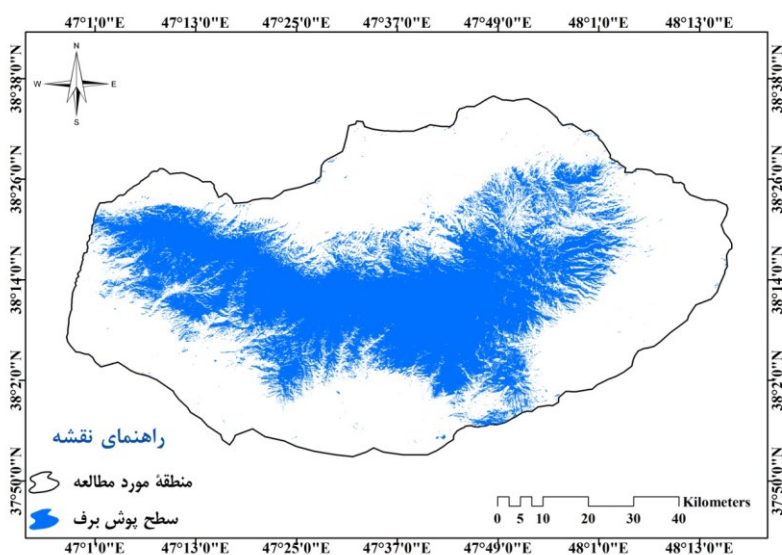 47°1'0"E 47°13'0"E 47°25'0"E 47°37'0"E 47°49'0"E 48°1'0"E 48°13'0"E
N
W E
S
38°38'0"N 38°38'0"N
38°26'0"N 38°26'0"N
38°14'0"N 38°14'0"N
38°2'0"N 38°2'0"N
37°50'0"N 37°50'0"N
راهنمای نقشه
منطقهٔ مورد مطالعه
سطح پوش برف
Kilometers
0 5 10 20 30 40
47°1'0"E 47°13'0"E 47°25'0"E 47°37'0"E 47°49'0"E 48°1'0"E 48°13'0"E